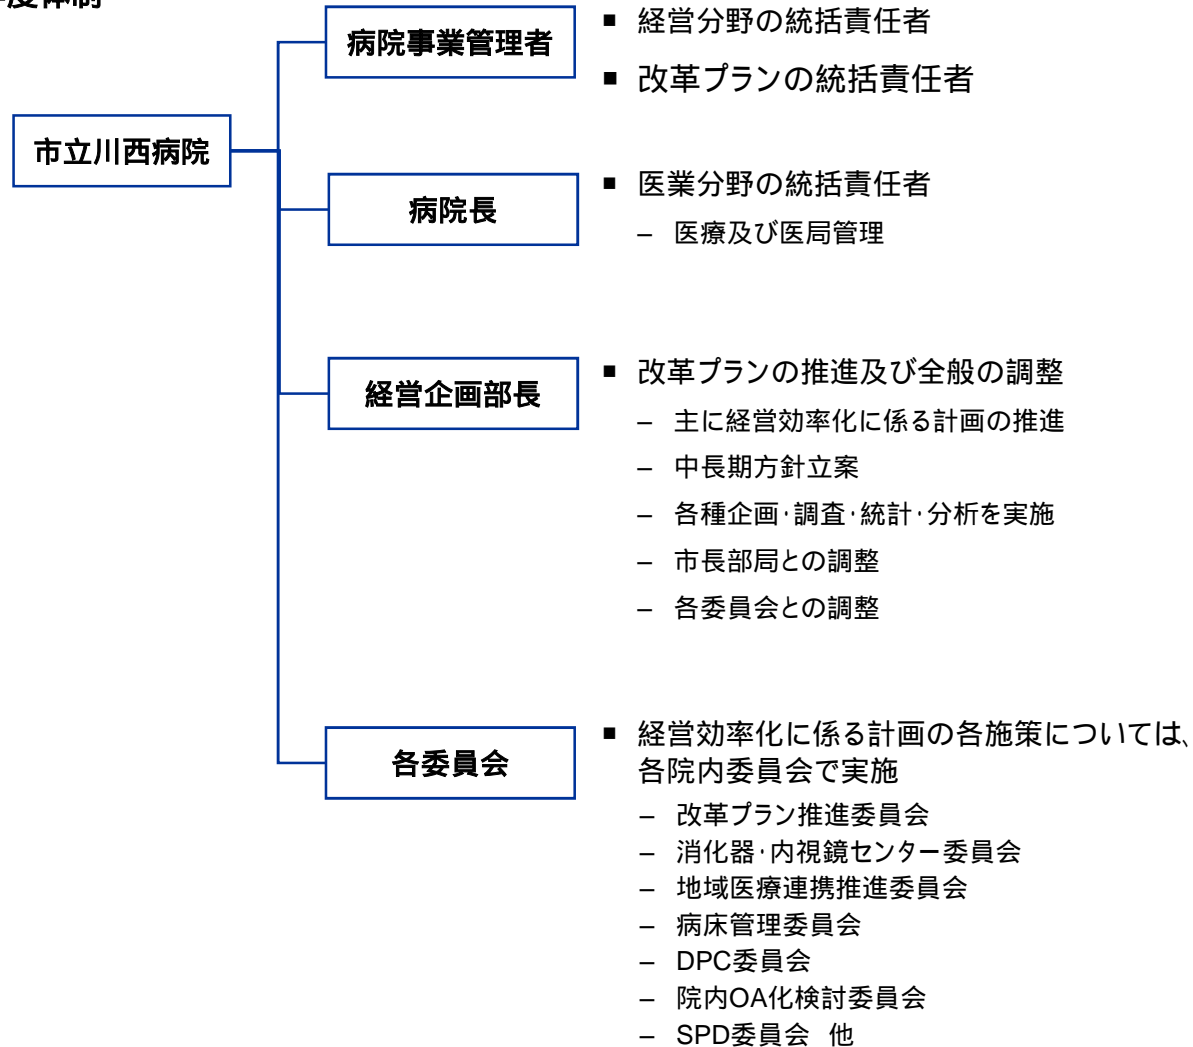 度体制
病院事業管理者
■ 経営分野の統括責任者
■ 改革プランの統括責任者
市立川西病院
病院長
■ 医業分野の統括責任者
– 医療及び医局管理
経営企画部長
■ 改革プランの推進及び全般の調整
– 主に経営効率化に係る計画の推進
– 中長期方針立案
– 各種企画・調査・統計・分析を実施
– 市長部局との調整
– 各委員会との調整
各委員会
■ 経営効率化に係る計画の各施策については、
各院内委員会で実施
– 改革プラン推進委員会
– 消化器・内視鏡センター委員会
– 地域医療連携推進委員会
– 病床管理委員会
– DPC委員会
– 院内OA化検討委員会
– SPD委員会 他